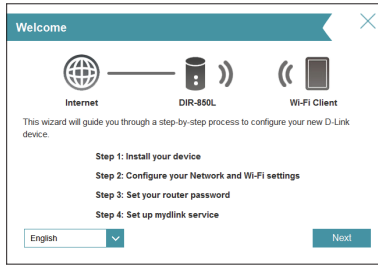 Welcome
Internet
DIR-850L
Wi-Fi Client
This wizard will guide you through a step-by-step process to configure your new D-Link
device.
Step 1: Install your device
Step 2: Configure your Network and Wi-Fi settings
Step 3: Set your router password
Step 4: Set up mydlink service
English
Next